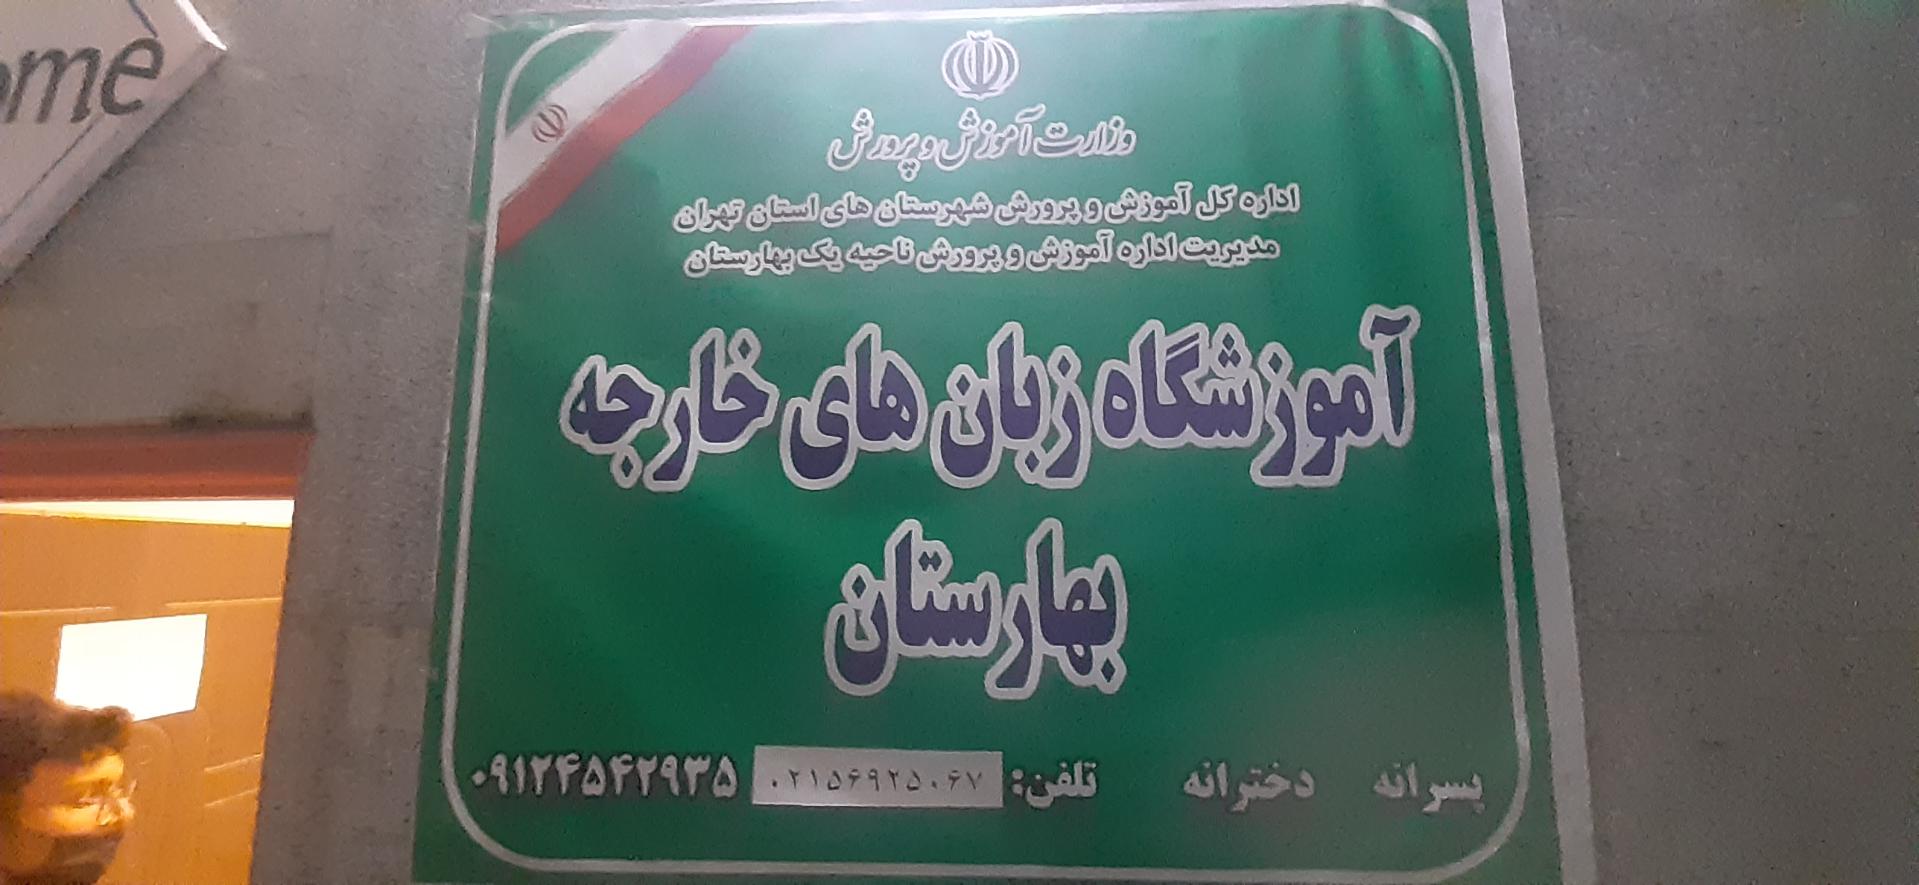 omè
وزارت آموزش و پرورش
اداره کل آموزش و پرورش شهرستان های استان تهران
مدیریت اداره آموزش و پرورش ناحیه یک بهارستان
آموزشگاه زبان های خارجه
بهارستان
پسرانه دخترانه تلفن: ۰۲۱۵۶۹۲۵۰۶۷ ۰۹۱۲۴۵۴۲۹۳۵